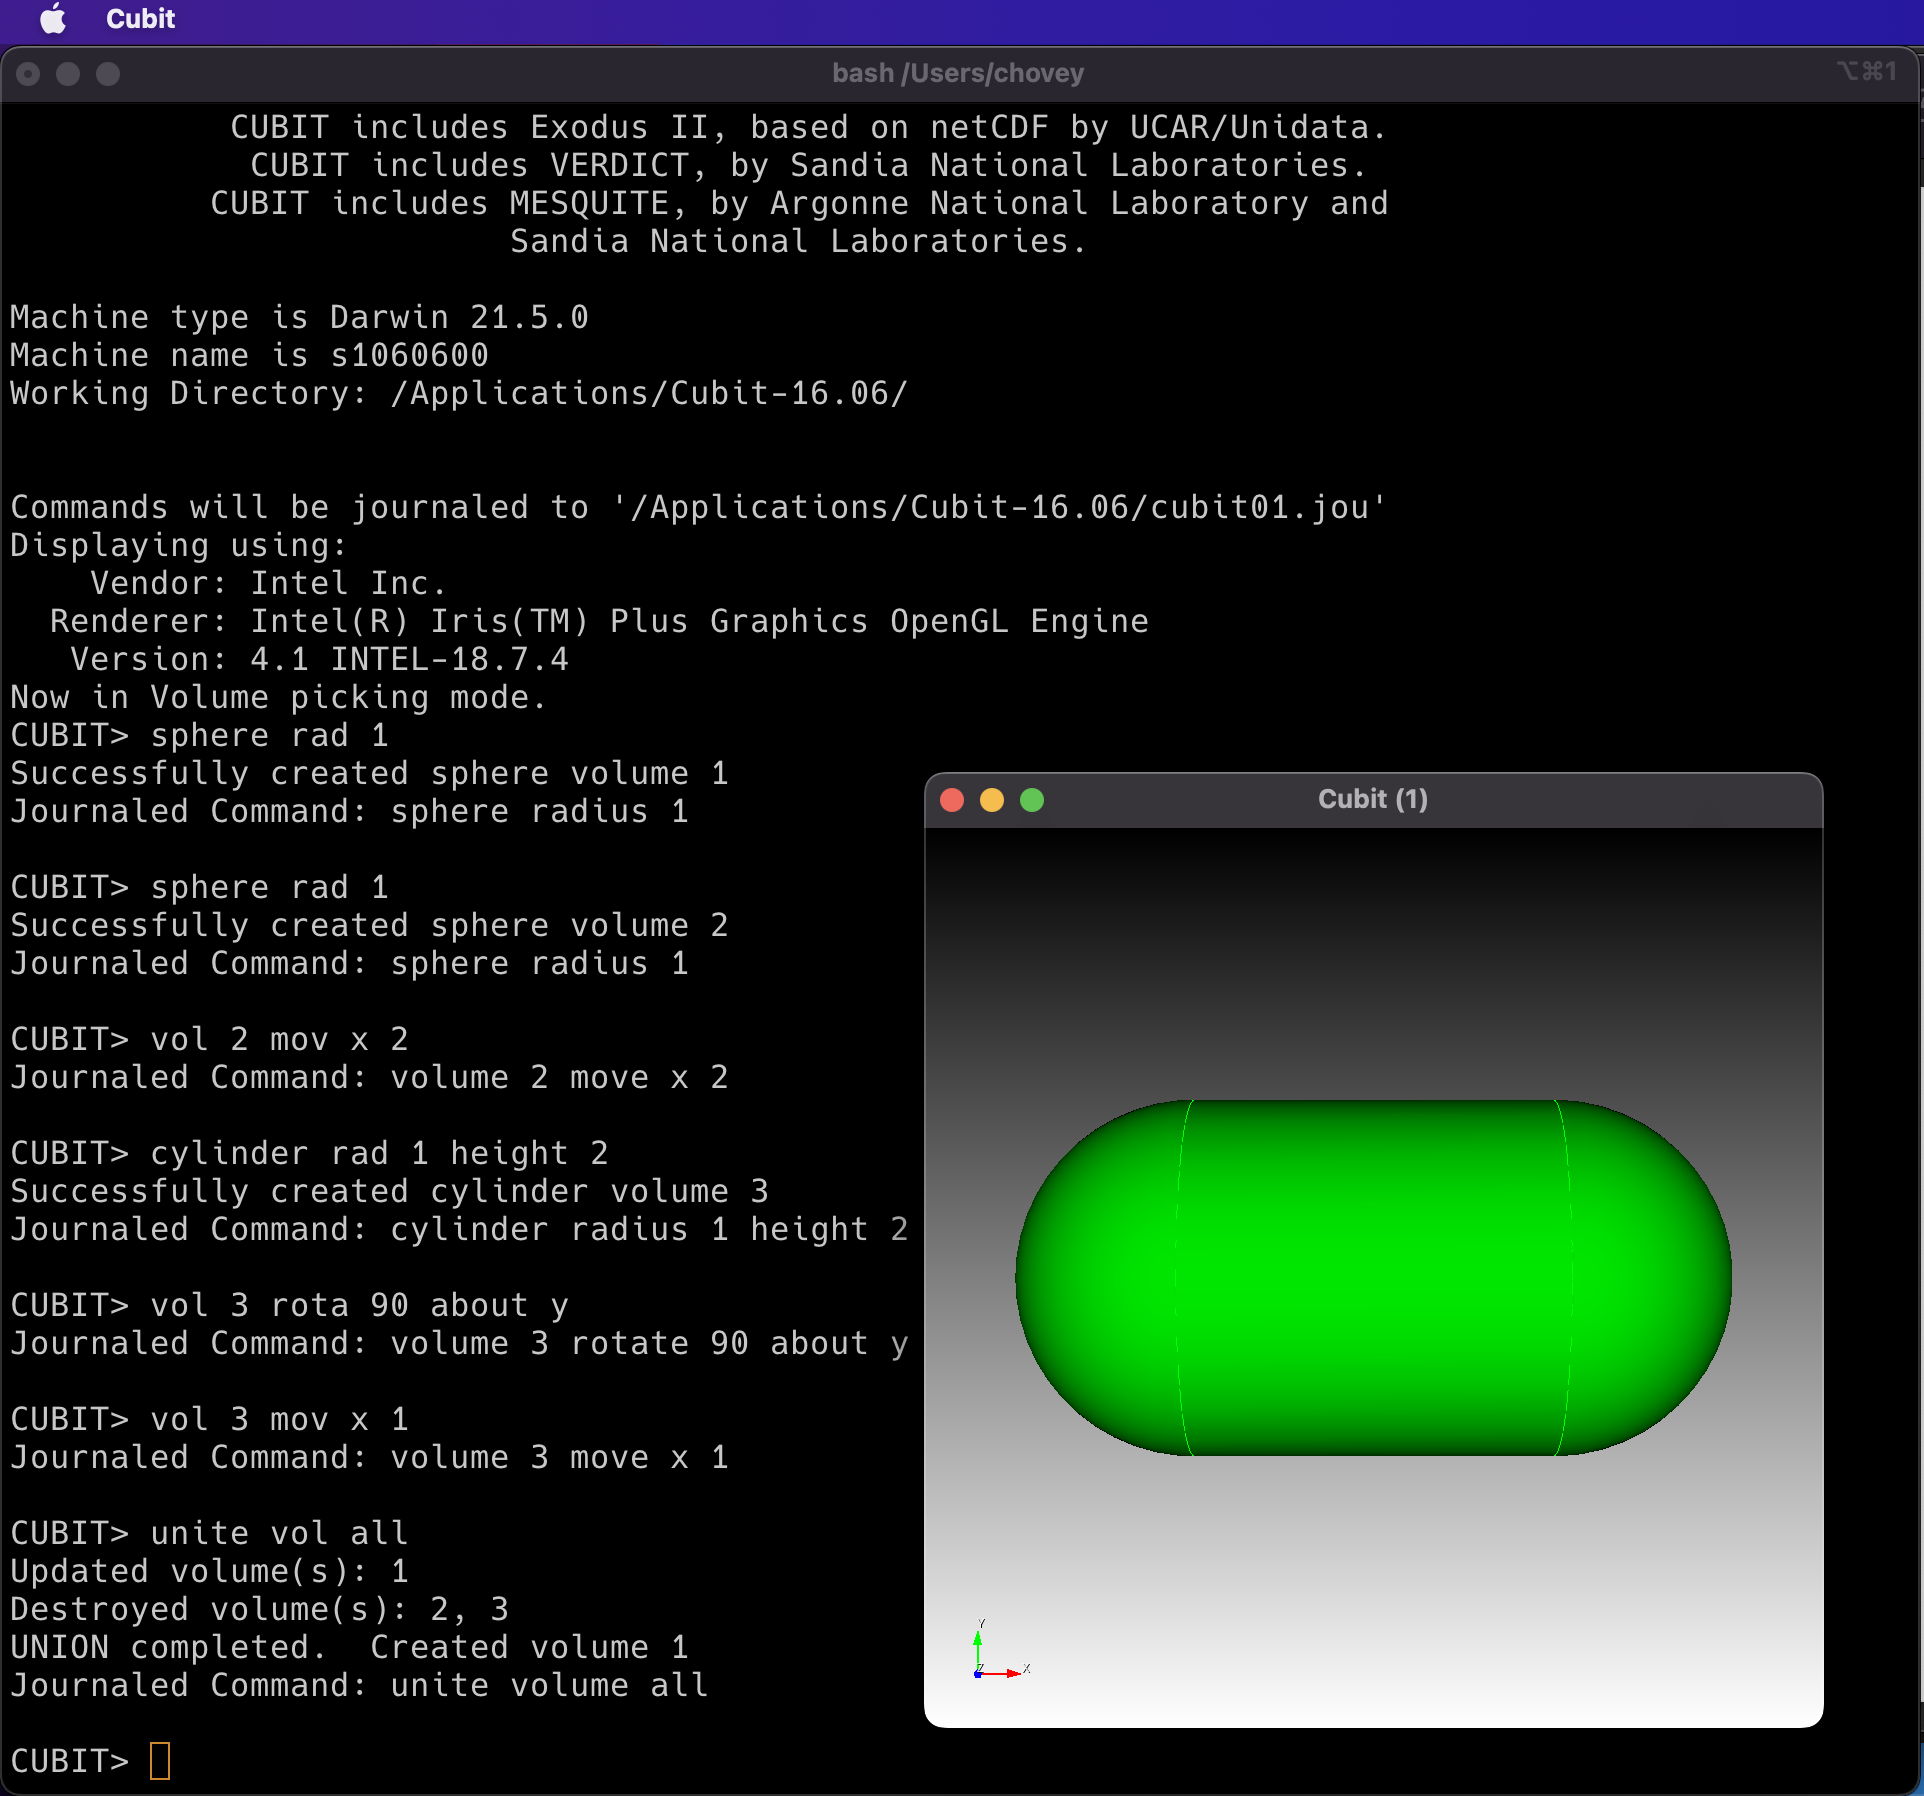 Cubit
bash /Users/chovey
⌥⌘1
CUBIT includes Exodus II, based on netCDF by UCAR/Unidata.
CUBIT includes VERDICT, by Sandia National Laboratories.
CUBIT includes MESQUITE, by Argonne National Laboratory and
Sandia National Laboratories.
Machine type is Darwin 21.5.0
Machine name is s1060600
Working Directory: /Applications/Cubit-16.06/
Commands will be journaled to '/Applications/Cubit-16.06/cubit01.jou'
Displaying using:
Vendor: Intel Inc.
Renderer: Intel(R) Iris(TM) Plus Graphics OpenGL Engine
Version: 4.1 INTEL-18.7.4
Now in Volume picking mode.
CUBIT> sphere rad 1
Successfully created sphere volume 1
Journaled Command: sphere radius 1
CUBIT> sphere rad 1
Successfully created sphere volume 2
Journaled Command: sphere radius 1
CUBIT> vol 2 mov x 2
Journaled Command: volume 2 move x 2
CUBIT> cylinder rad 1 height 2
Successfully created cylinder volume 3
Journaled Command: cylinder radius 1 height 2
CUBIT> vol 3 rota 90 about y
Journaled Command: volume 3 rotate 90 about y
CUBIT> vol 3 mov x 1
Journaled Command: volume 3 move x 1
CUBIT> unite vol all
Updated volume(s): 1
Destroyed volume(s): 2, 3
UNION completed.  Created volume 1
Journaled Command: unite volume all
CUBIT>
Cubit (1)
Y
Z
X